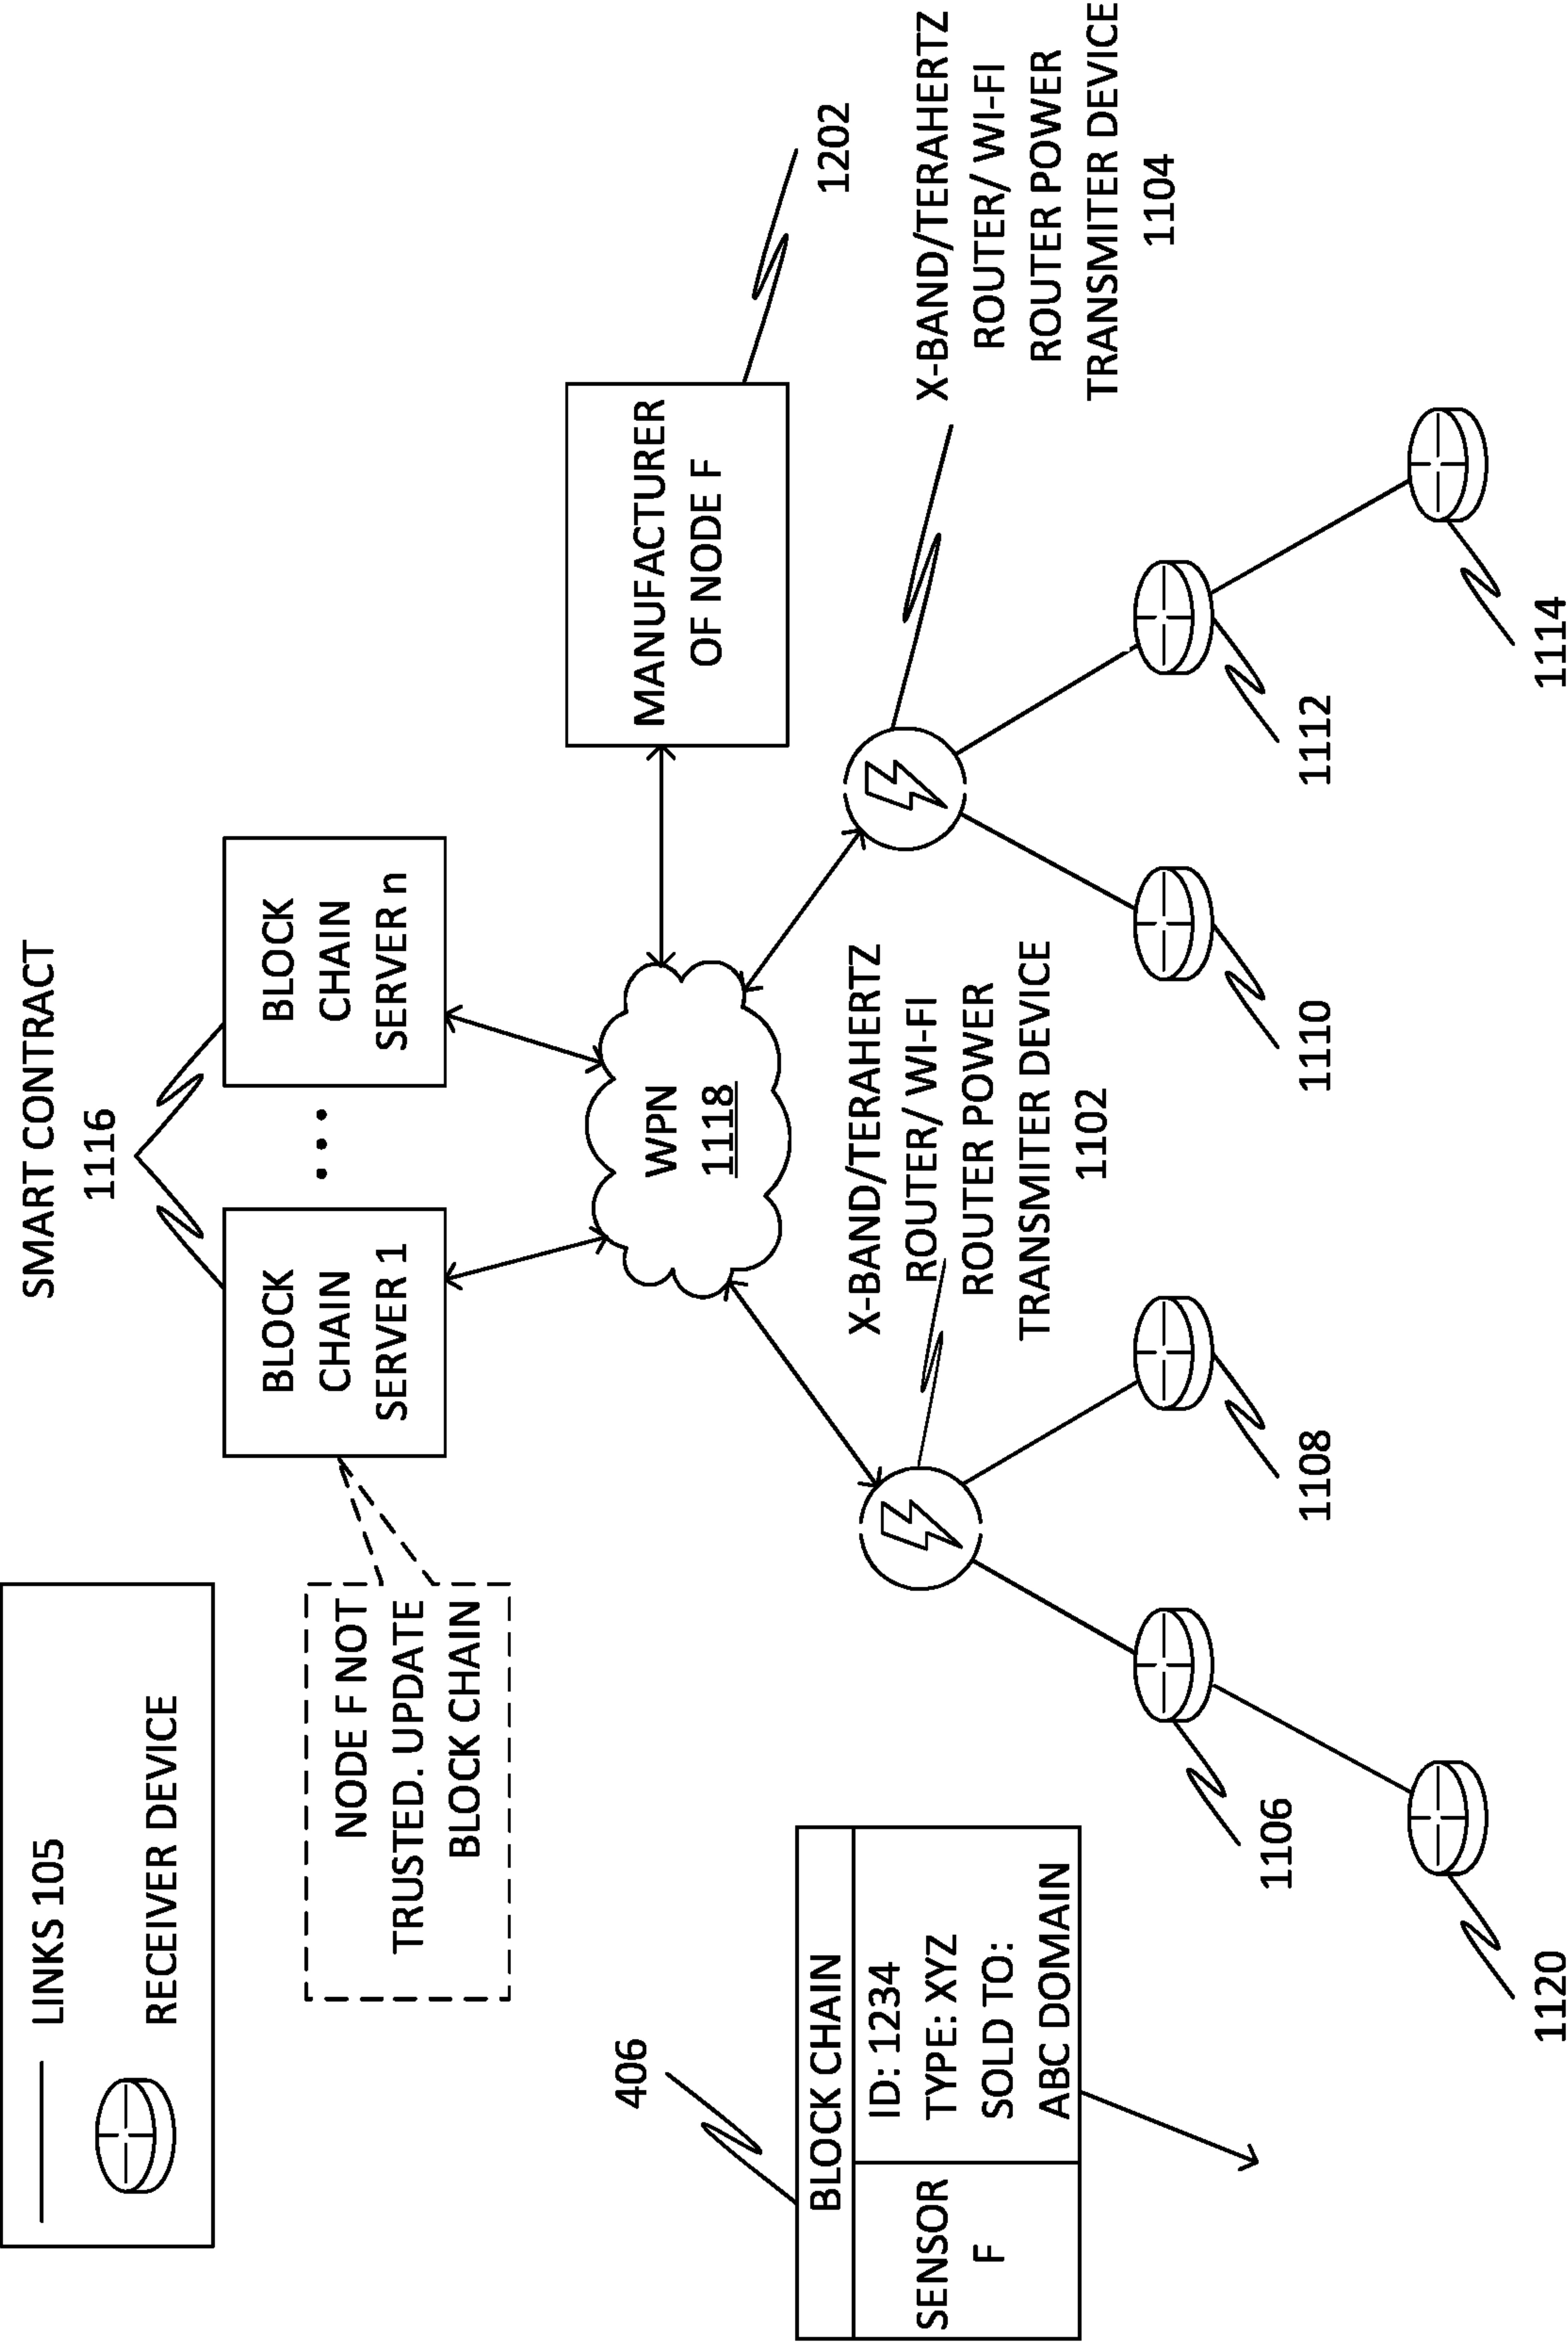 LINKS 105
RECEIVER DEVICE
SMART CONTRACT
1116
BLOCK
CHAIN
SERVER 1
BLOCK
CHAIN
SERVER n
NODE F NOT
TRUSTED. UPDATE
BLOCK CHAIN
WPN
1118
MANUFACTURER
OF NODE F
1202
406
BLOCK CHAIN
SENSOR
F
ID: 1234
TYPE: XYZ
SOLD TO:
ABC DOMAIN
X-BAND/TERAHERTZ
ROUTER/ WI-FI
ROUTER POWER
TRANSMITER DEVICE
1102
X-BAND/TERAHERTZ
ROUTER/ WI-FI
ROUTER POWER
TRANSMITER DEVICE
1104
1106
1108
1110
1112
1120
1114